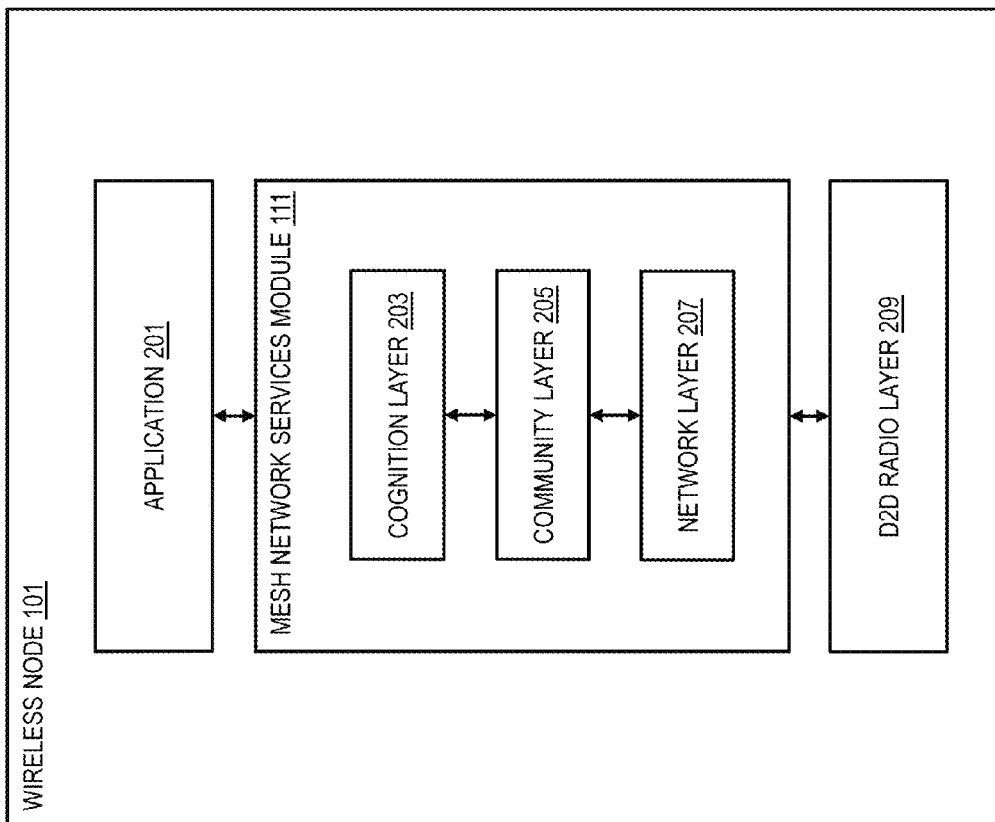 WIRELESS NODE 101
APPLICATION 201
MESH NETWORK SERVICES MODULE 111
COGNITION LAYER 203
COMMUNITY LAYER 205
NETWORK LAYER 207
D2D RADIO LAYER 209